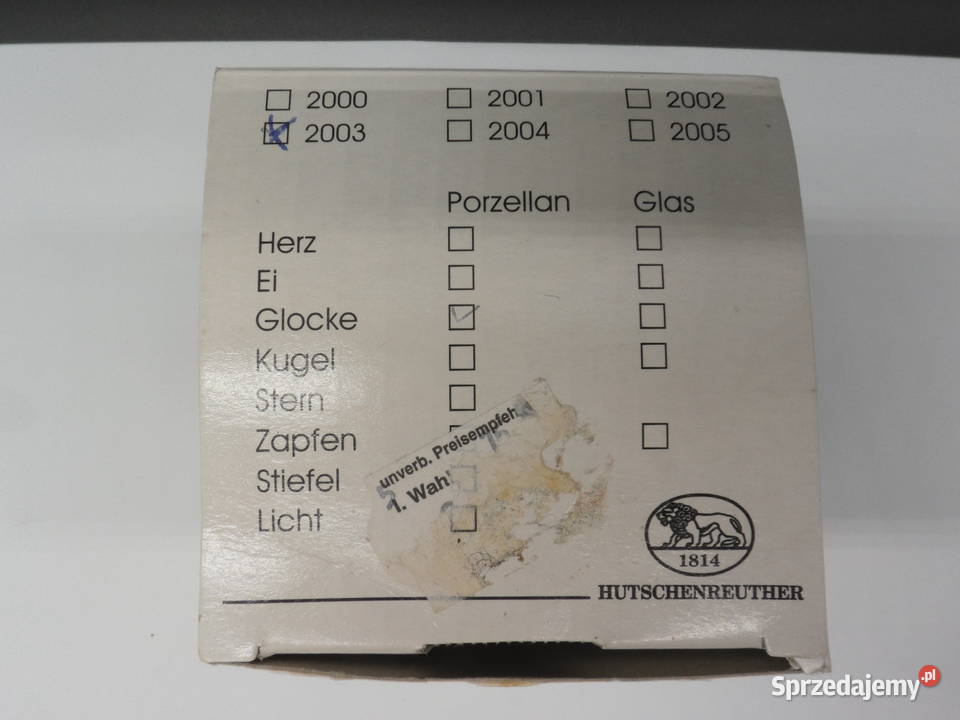 2000 2001 2002
2003 2004 2005
Porzellan Glas
Herz
Ei
Glocke
Kugel
Stern
Zapfen
Stiefel
Licht
unverb. Preisempfeh
1. Wahl
1814
HUTSCHENREUTHER
Sprzedajemy.pl